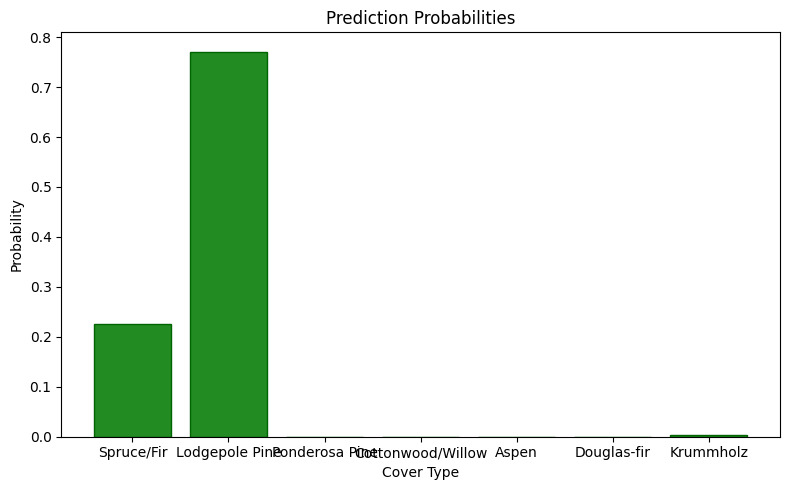 Prediction Probabilities
0.8
0.7
0.6
0.5
0.4
0.3
0.2
0.1
0.0
Probability
Spruce/Fir Lodgepole Pine Ponderosa Pine Cottonwood/Willow Aspen Douglas-fir Krummholz
Cover Type